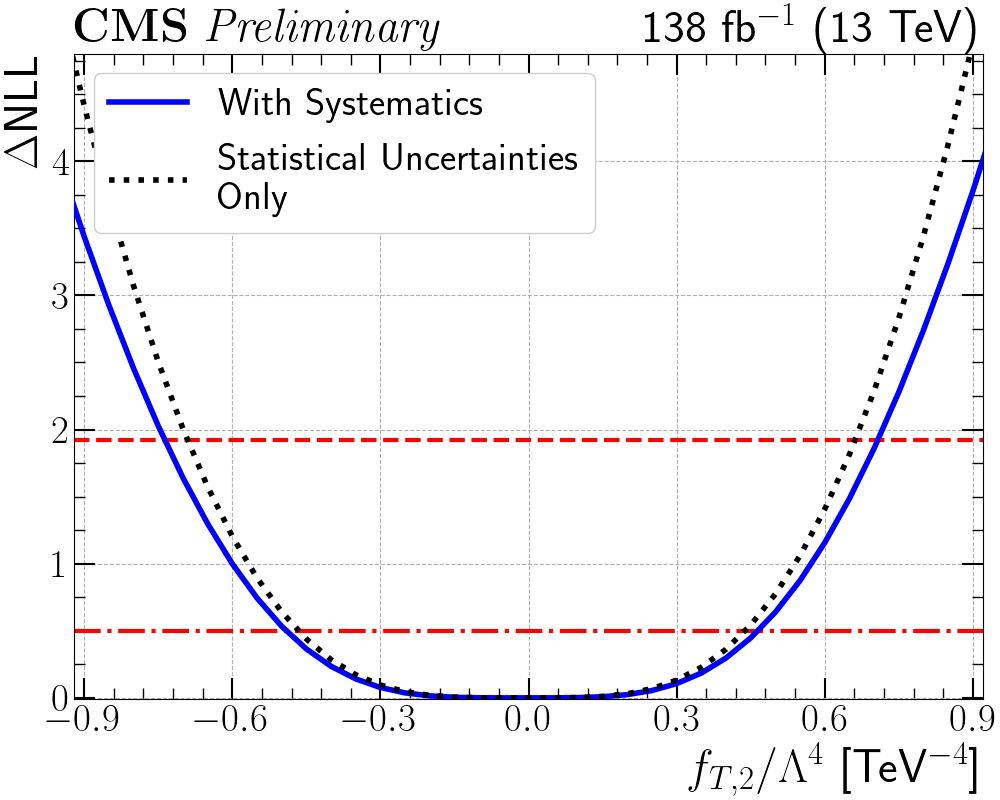 CMS Preliminary 138 fb⁻¹ (13 TeV)
ΔNLL
With Systematics
Statistical Uncertainties
Only
4
3
2
1
0
−0.9 −0.6 −0.3 0.0 0.3 0.6 0.9
f_{T,2}/Λ⁴ [TeV⁻⁴]